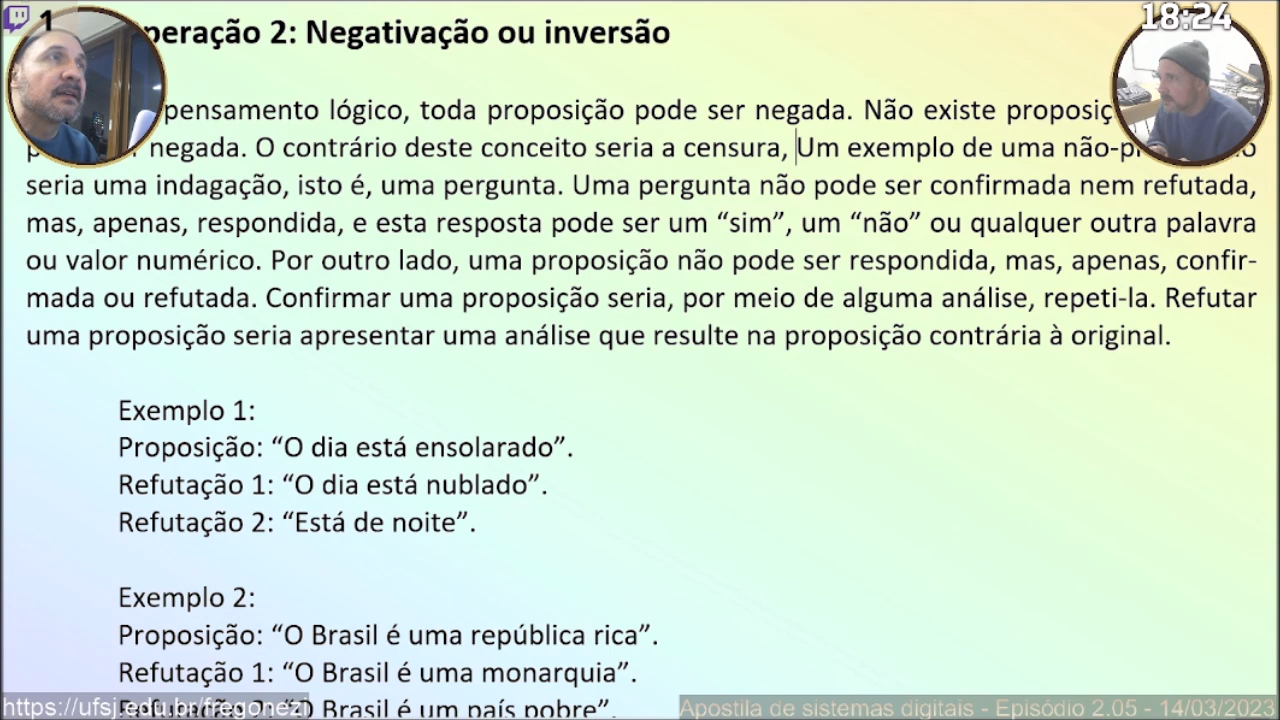 1
18:24
peração 2: Negativação ou inversão
pensamento lógico, toda proposição pode ser negada. Não existe
negada. O contrário deste conceito seria a censura, Um exemplo de uma
seria uma indagação, isto é, uma pergunta. Uma pergunta não pode ser confirmada nem refutada,
mas, apenas, respondida, e esta resposta pode ser um “sim”, um “não” ou qualquer outra palavra
ou valor numérico. Por outro lado, uma proposição não pode ser respondida, mas, apenas, confir-
mada ou refutada. Confirmar uma proposição seria, por meio de alguma análise, repeti-la. Refutar
uma proposição seria apresentar uma análise que resulte na proposição contrária à original.
Exemplo 1:
Proposição: “O dia está ensolarado”.
Refutação 1: “O dia está nublado”.
Refutação 2: “Está de noite”.
Exemplo 2:
Proposição: “O Brasil é uma república rica”.
Refutação 1: “O Brasil é uma monarquia”.
Brasil é um país pobre”.
https://ufsj.edu.br/fregonezi
Apostila de sistemas digitais - Episódio 2.05 - 14/03/2023